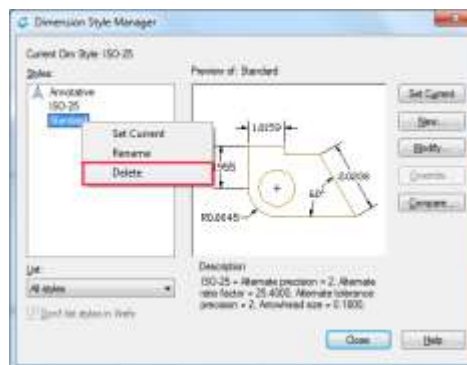 Dimension Style Manager
Current Dim Style: ISO-25
Styles:
Annotative
ISO-25
Standard
Set Current
Rename
Delete
Preview of: Standard
1.0159
R0.8045
60°
Set Current
New...
Modify...
Override...
Compare...
List:
All styles
Don't list styles in Xrefs
Description
ISO-25 + Alternate precision = 2, Alternate
ratio factor = 25.4000, Alternate tolerance
precision = 2, Arrowhead size = 0.1800,
Close
Help